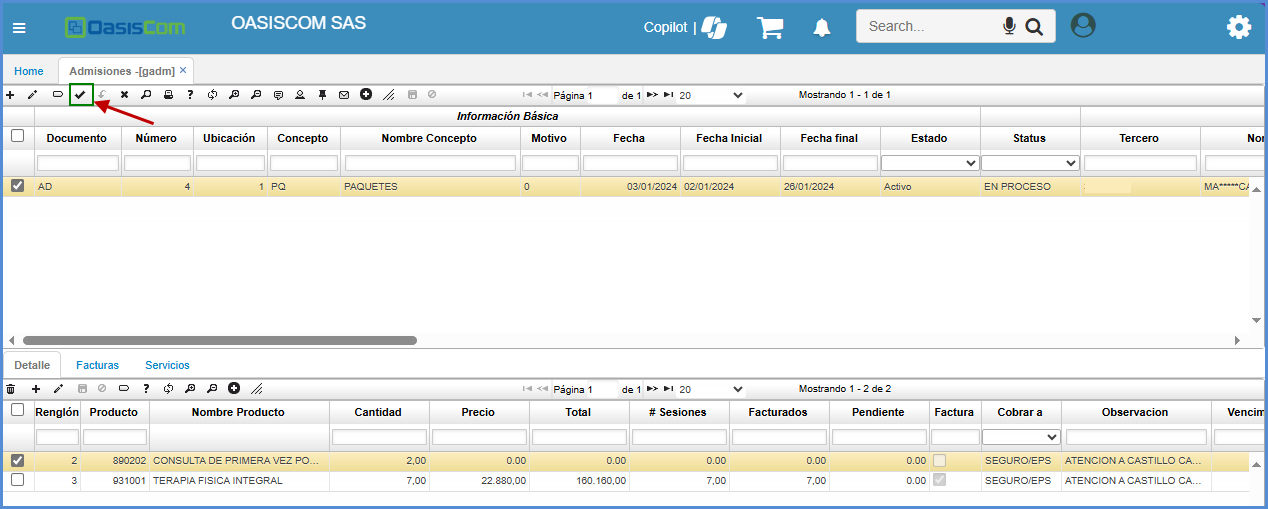 OasisCom
OASISCOM SAS
Copilot |
Search...
Home
Admisiones -[gadm] ×
Página 1 de 1 20 Mostrando 1 - 1 de 1
Información Básica
Documento Número Ubicación Concepto Nombre Concepto Motivo Fecha Fecha Inicial Fecha final Estado Status Tercero Nor
AD 4 1 PQ PAQUETES 0 03/01/2024 02/01/2024 26/01/2024 Activo EN PROCESO MA*****CA
Detalle Facturas Servicios
Página 1 de 1 20 Mostrando 1 - 2 de 2
Renglón Producto Nombre Producto Cantidad Precio Total # Sesiones Facturados Pendiente Factura Cobrar a Observacion Vencim
2 890202 CONSULTA DE PRIMERA VEZ PO... 2,00 0.00 0.00 0.00 0.00 0.00 SEGURO/EPS ATENCION A CASTILLO CA...
3 931001 TERAPIA FISICA INTEGRAL 7,00 22.880,00 160.160,00 7,00 7,00 0.00 SEGURO/EPS ATENCION A CASTILLO CA...